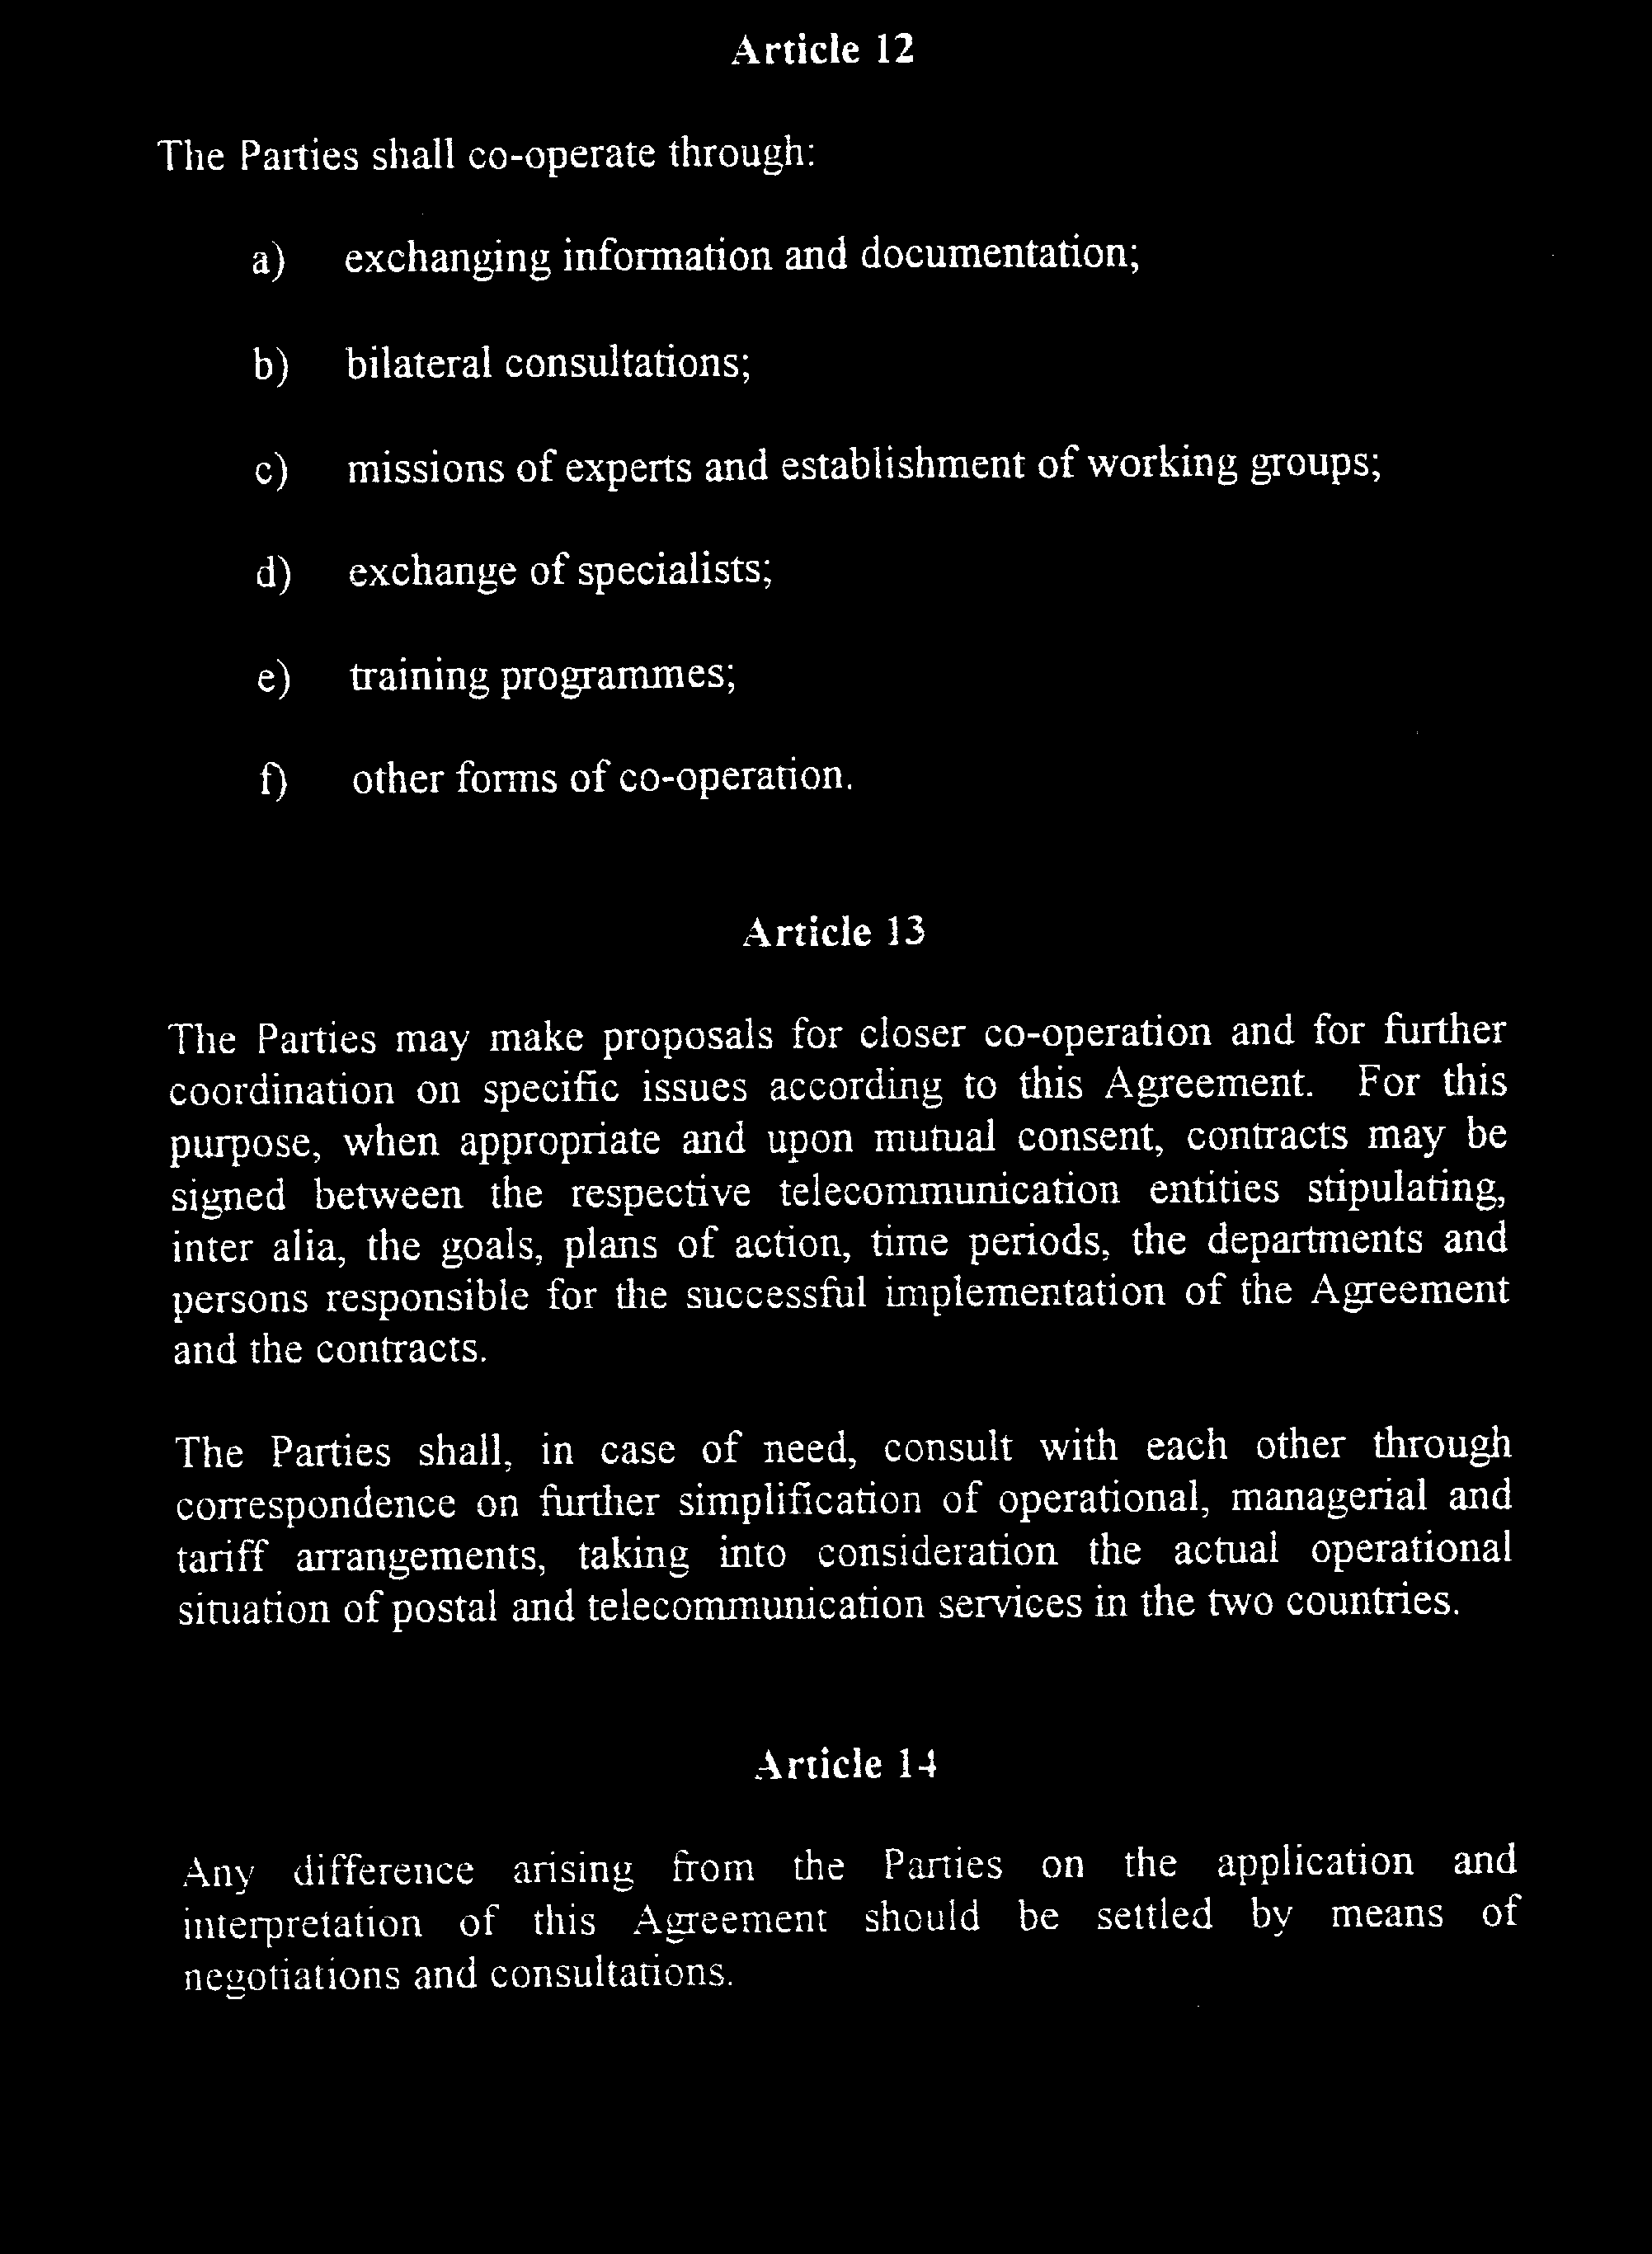 Article 12
The Parties shall co-operate through:
a) exchanging information and documentation;
b) bilateral consultations;
c) missions of experts and establishment of working groups;
d) exchange of specialists;
e) training programmes;
f) other forms of co-operation.
Article 13
The Parties may make proposals for closer co-operation and for further
coordination on specific issues according to this Agreement. For this
purpose, when appropriate and upon mutual consent, contracts may be
signed between the respective telecommunication entities stipulating,
inter alia, the goals, plans of action, time periods, the departments and
persons responsible for the successful implementation of the Agreement
and the contracts.
The Parties shall, in case of need, consult with each other through
correspondence on further simplification of operational, managerial and
tariff arrangements, taking into consideration the actual operational
situation of postal and telecommunication services in the two countries.
Article 14
Any difference arising from the Parties on the application and
interpretation of this Agreement should be settled by means of
negotiations and consultations.